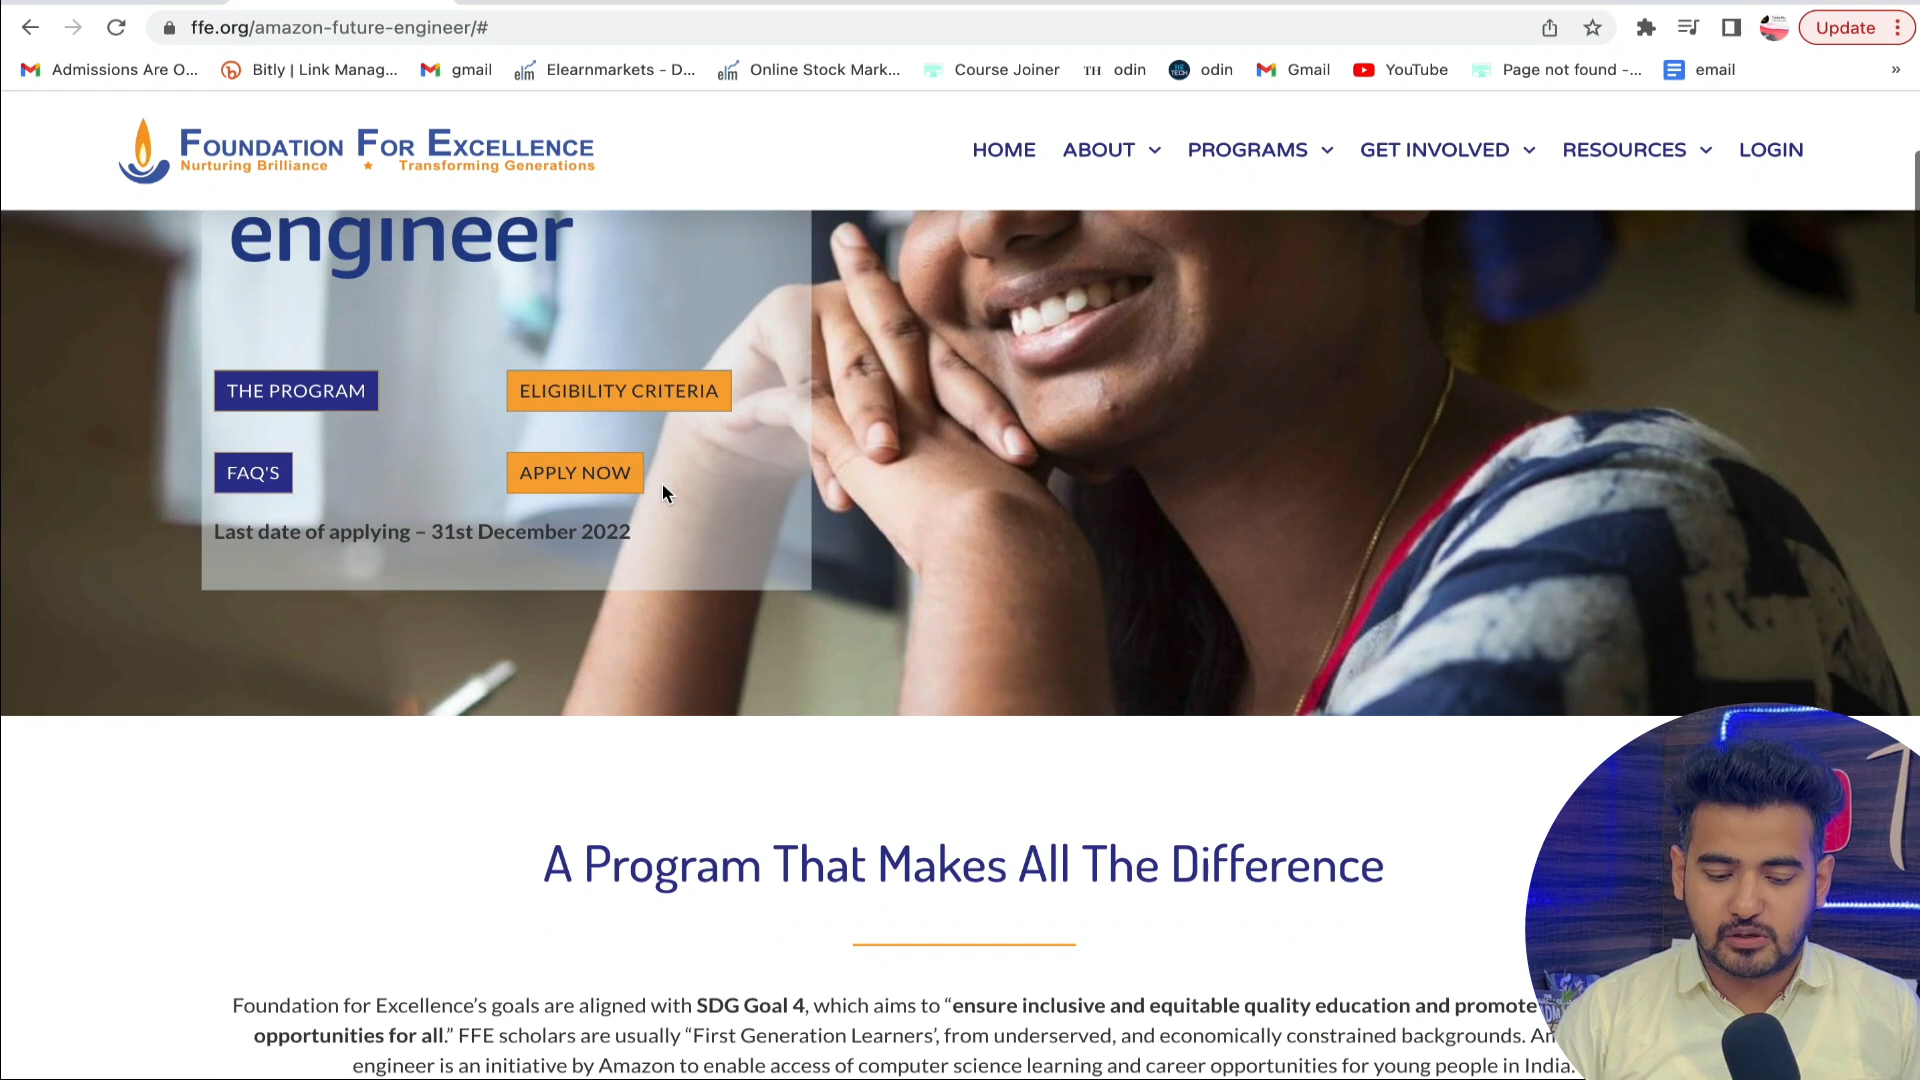 ffe.org/amazon-future-engineer/#
Update
Admissions Are O...
Bitly | Link Manag...
gmail
elm Elearnmarkets - D...
elm Online Stock Mark...
Course Joiner
TH odin
odin
Gmail
YouTube
Page not found -...
email
»
FOUNDATION FOR EXCELLENCE
Nurturing Brilliance ★ Transforming Generations
HOME ABOUT PROGRAMS GET INVOLVED RESOURCES LOGIN
engineer
THE PROGRAM
ELIGIBILITY CRITERIA
FAQ'S
APPLY NOW
Last date of applying – 31st December 2022
A Program That Makes All The Difference
Foundation for Excellence's goals are aligned with SDG Goal 4, which aims to “ensure inclusive and equitable quality education and promote
opportunities for all.” FFE scholars are usually “First Generation Learners’, from underserved, and economically constrained backgrounds.
engineer is an initiative by Amazon to enable access of computer science learning and career opportunities for young people in India.